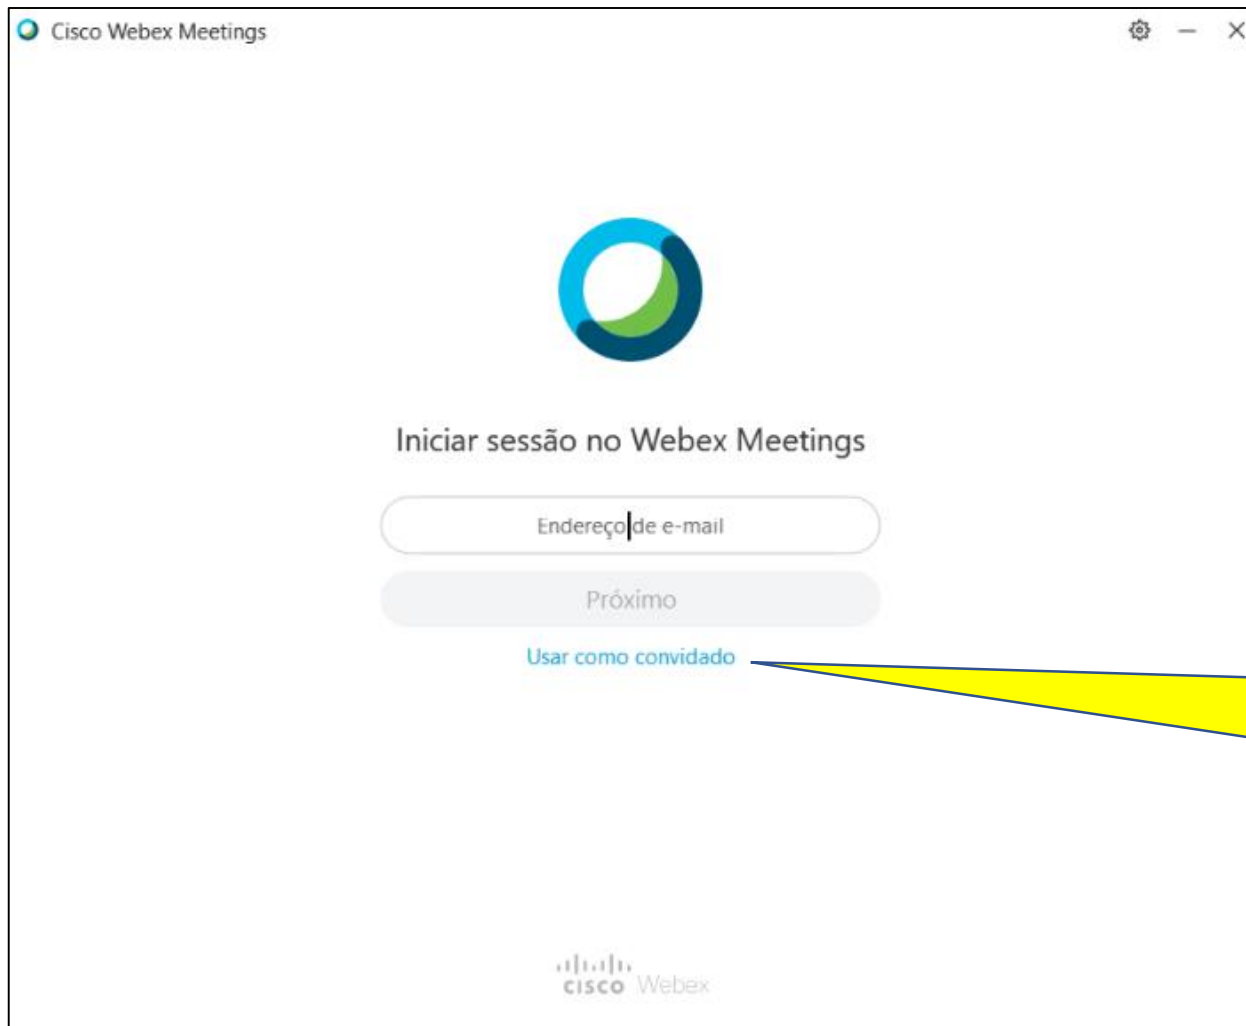 Cisco Webex Meetings
Iniciar sessão no Webex Meetings
Endereço de e-mail
Próximo
Usar como convidado
cisco Webex